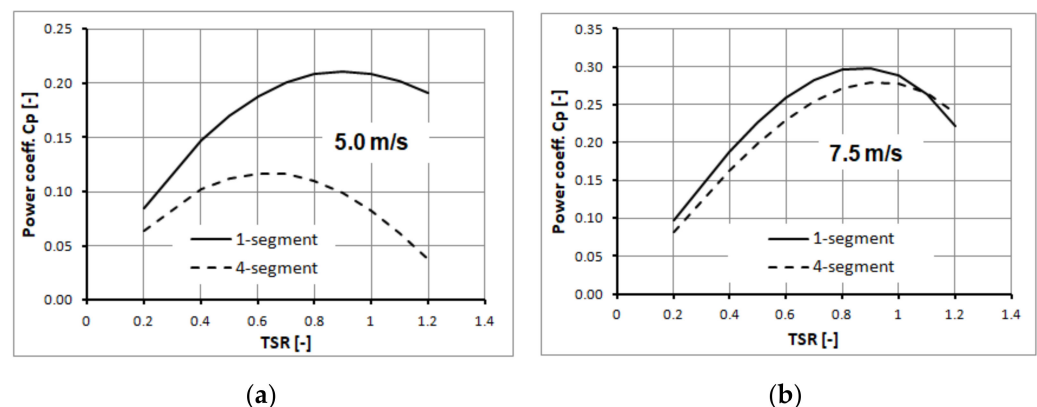 0.25
0.20
0.15
0.10
0.05
0.00
Power coeff. Cp [-]
5.0 m/s
1-segment
4-segment
0 0.2 0.4 0.6 0.8 1 1.2 1.4
TSR [-]
(a)
0.35
0.30
0.25
0.20
0.15
0.10
0.05
0.00
Power coeff. Cp [-]
7.5 m/s
1-segment
4-segment
0 0.2 0.4 0.6 0.8 1 1.2 1.4
TSR [-]
(b)